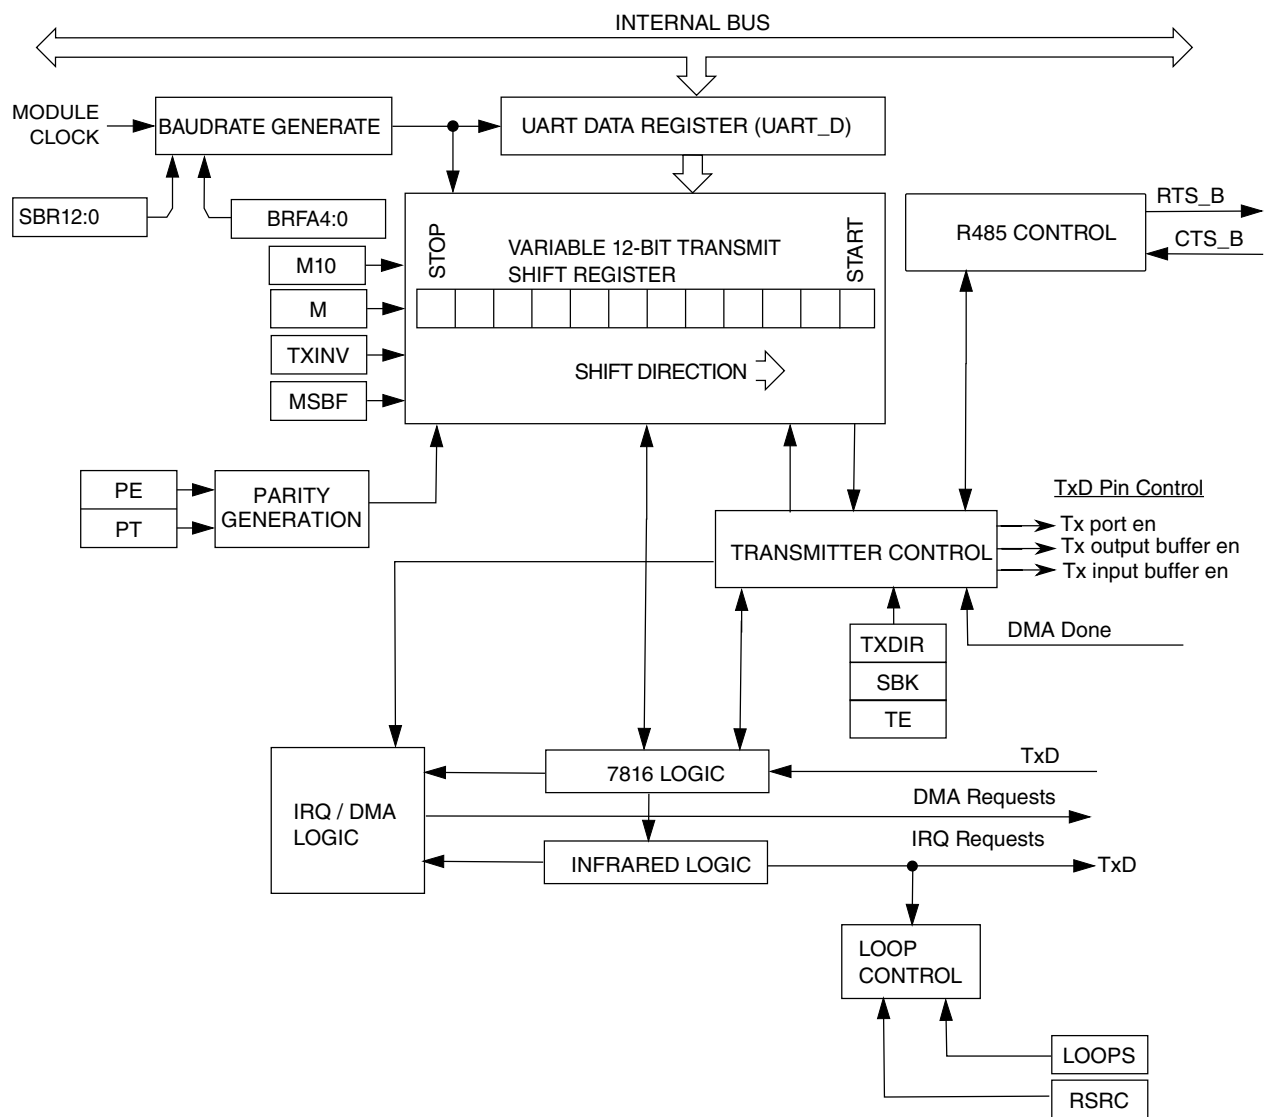 INTERNAL BUS
MODULE
CLOCK
BAUDRATE GENERATE
UART DATA REGISTER (UART_D)
SBR12:0
BRFA4:0
STOP
VARIABLE 12-BIT TRANSMIT
SHIFT REGISTER
START
R485 CONTROL
RTS_B
CTS_B
M10
M
TXINV
MSBF
SHIFT DIRECTION
PE
PT
PARITY
GENERATION
TRANSMITTER CONTROL
TxD Pin Control
Tx port en
Tx output buffer en
Tx input buffer en
DMA Done
TXDIR
SBK
TE
IRQ / DMA
LOGIC
7816 LOGIC
TxD
DMA Requests
IRQ Requests
INFRARED LOGIC
TxD
LOOP
CONTROL
LOOPS
RSRC